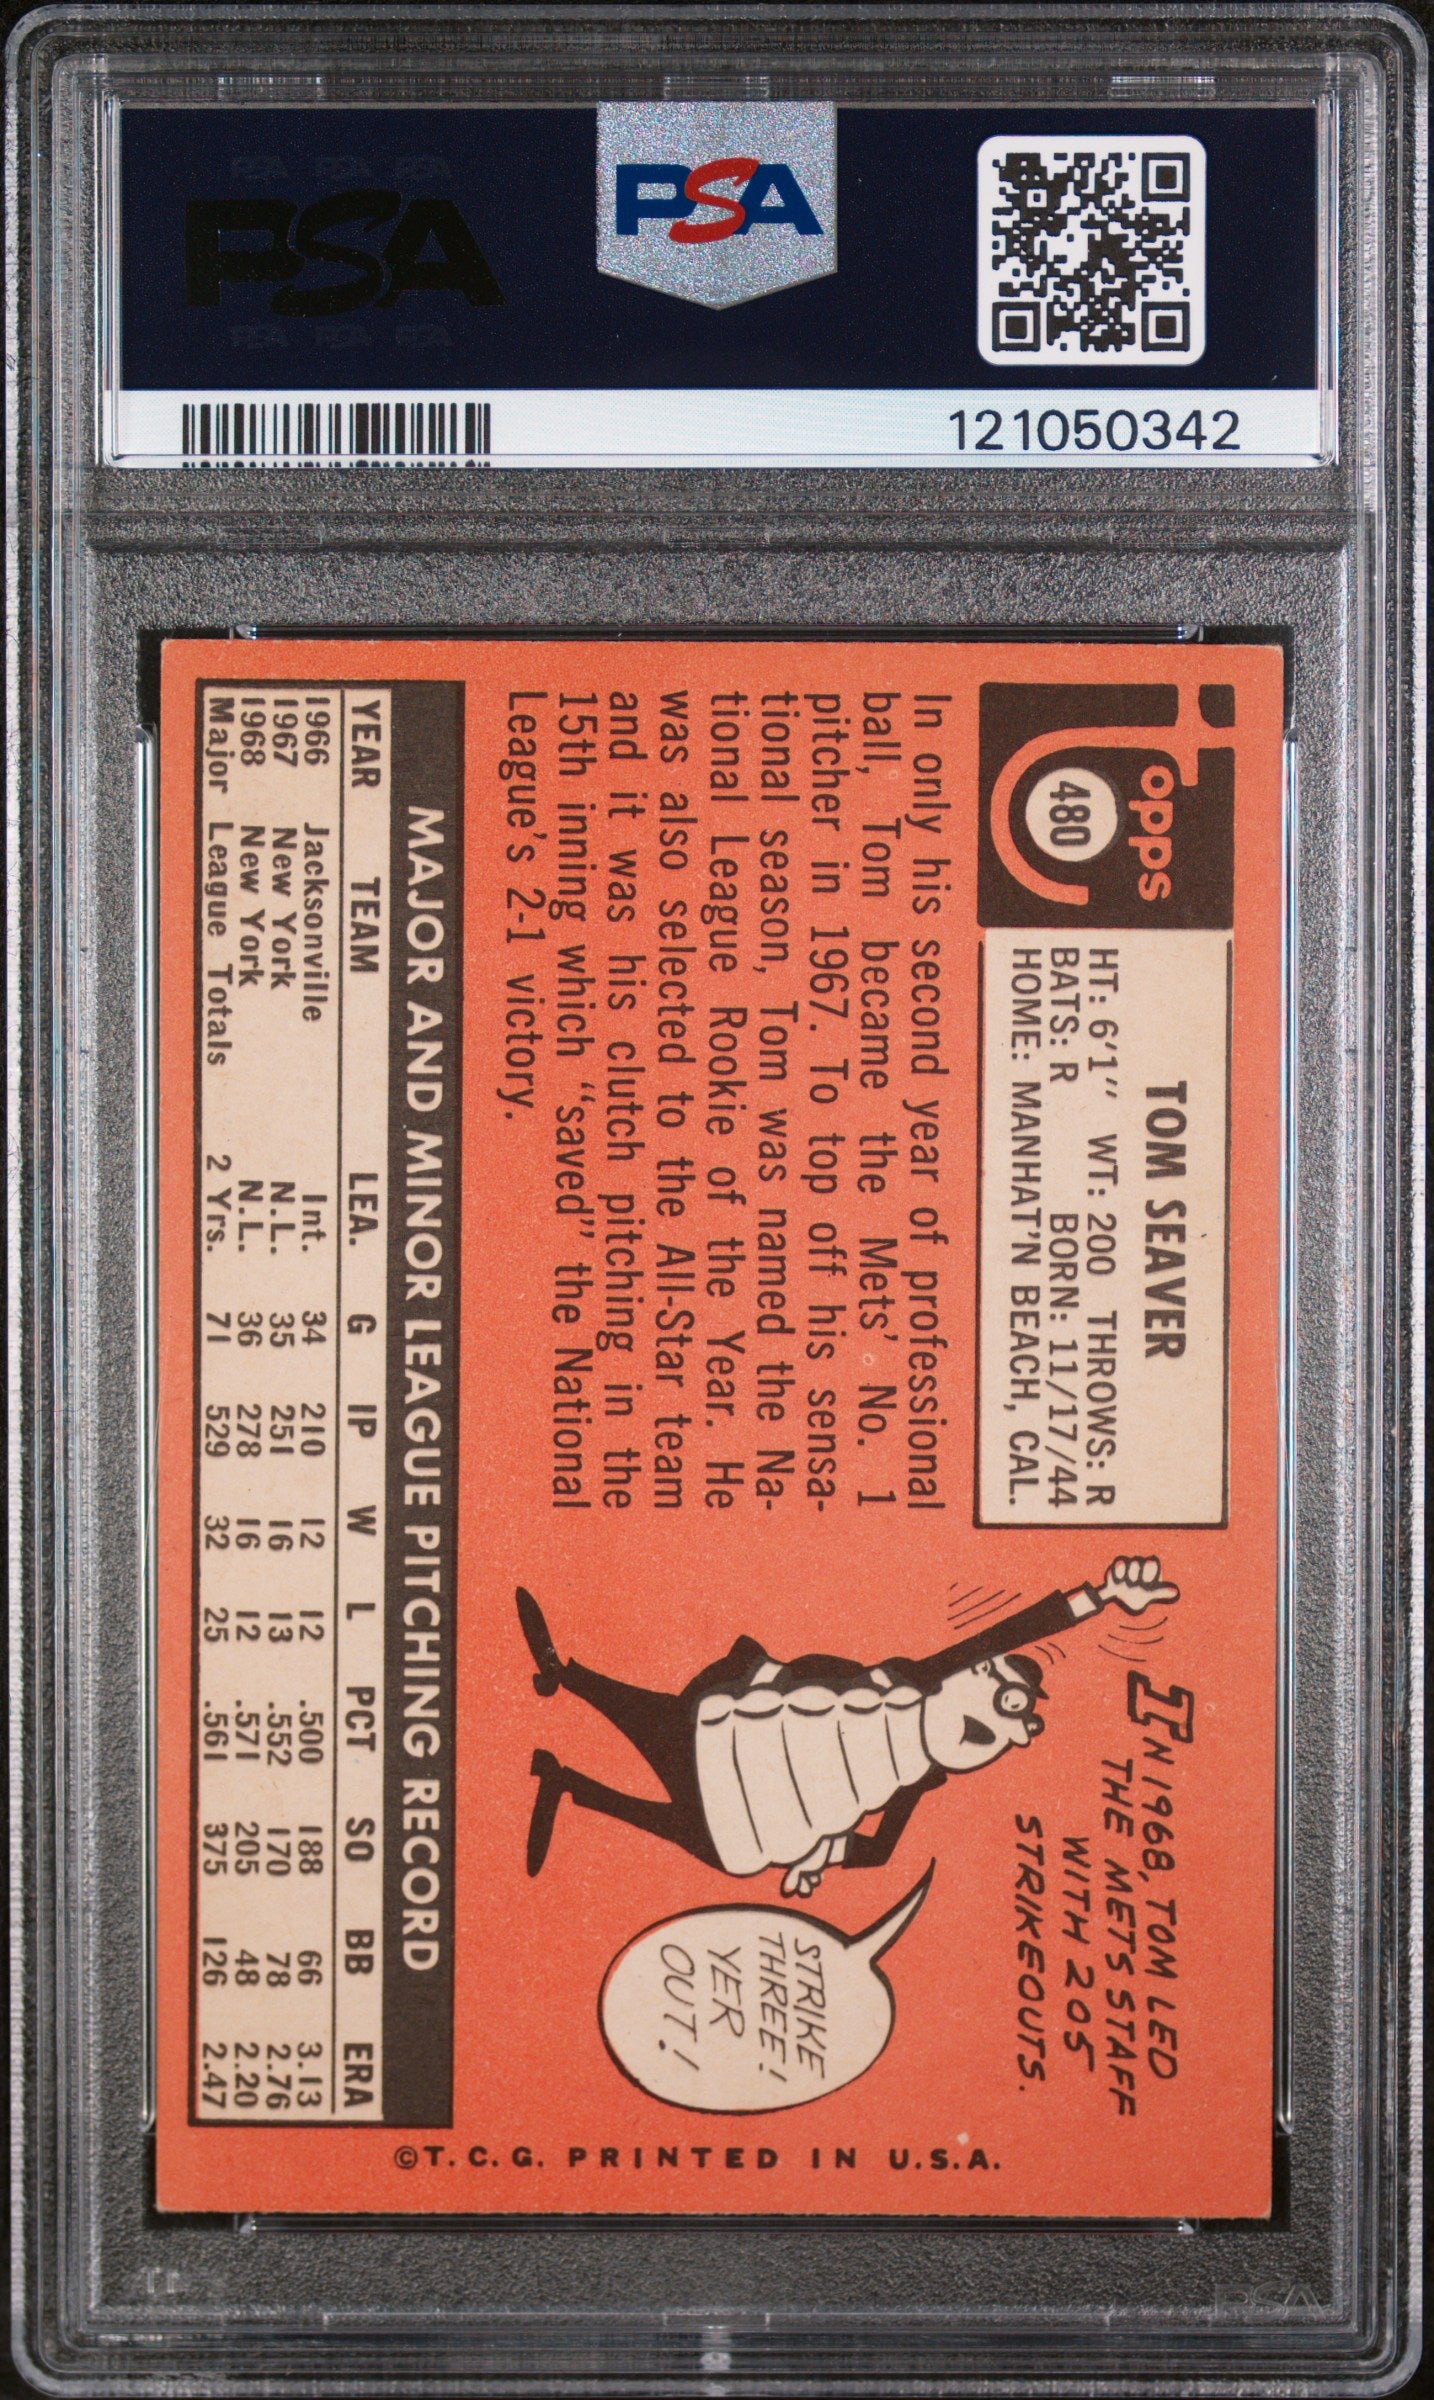 PSA
PSA
121050342
Topps
480
TOM SEAVER
HT: 6'1" WT: 200 THROWS: R
BATS: R BORN: 11/17/44
HOME: MANHAT'N BEACH, CAL.
In only his second year of professional
ball, Tom became the Mets' No. 1
pitcher in 1967. To top off his sensa-
tional season, Tom was named the Na-
tional League Rookie of the Year. He
was also selected to the All-Star team
and it was his clutch pitching in the
15th inning which "saved" the National
League's 2-1 victory.
IN 1968, TOM LED
THE METS STAFF
WITH 205
STRIKEOUTS.
STRIKE
THREE!
YER
OUT!
MAJOR AND MINOR LEAGUE PITCHING RECORD
YEAR TEAM LEA. G IP W L PCT SO BB ERA
1966 Jacksonville Int. 34 210 12 12 .500 188 66 3.13
1967 New York N.L. 35 251 16 13 .552 170 78 2.76
1968 New York N.L. 36 278 16 12 .571 205 48 2.20
Major League Totals 2 Yrs. 71 529 32 25 .561 375 126 2.47
©T.C.G. PRINTED IN U.S.A.
PSA